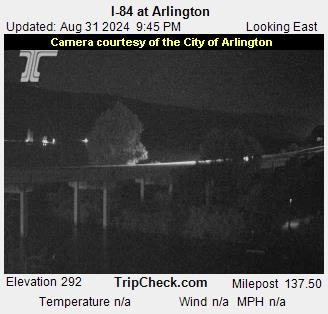 I-84 at Arlington
Updated: Aug 31 2024 9:45 PM Looking East
Camera courtesy of the City of Arlington
Elevation 292 TripCheck.com Milepost 137.50
Temperature n/a Wind n/a MPH n/a